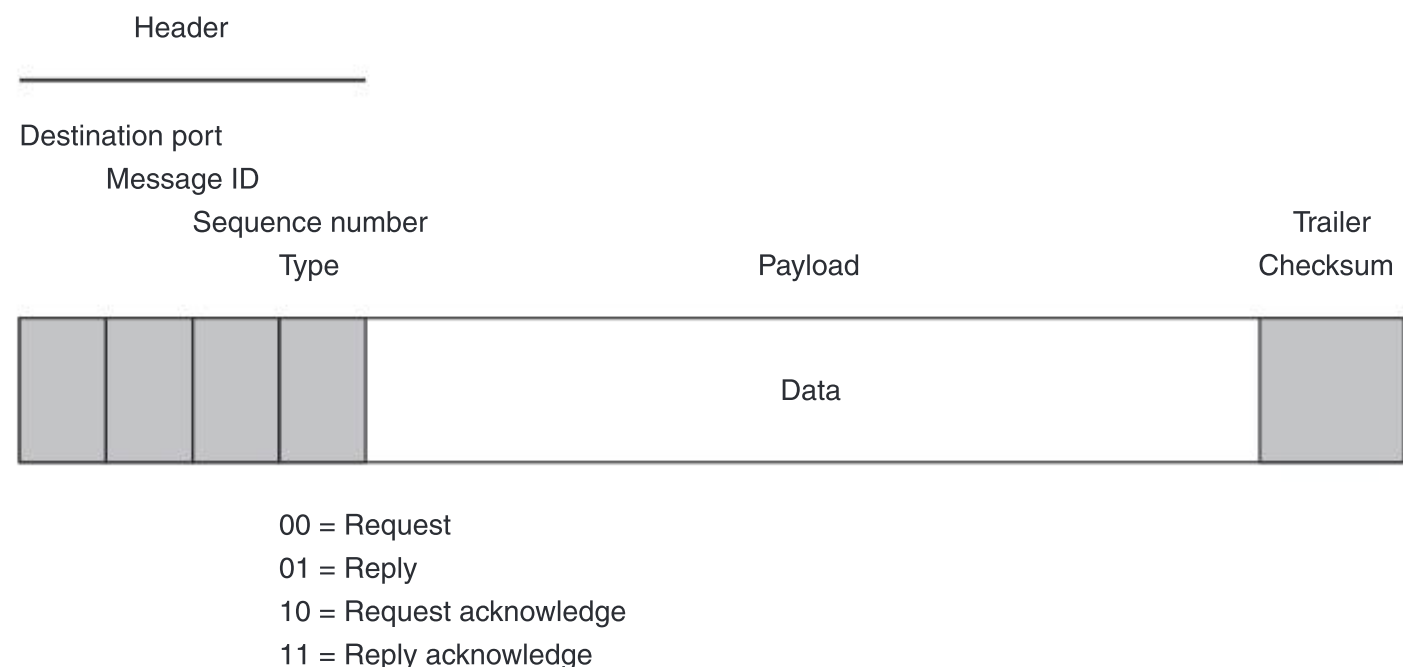 Header
Destination port
Message ID
Sequence number
Trailer
Type
Payload
Checksum
Data
00 = Request
01 = Reply
10 = Request acknowledge
11 = Reply acknowledge